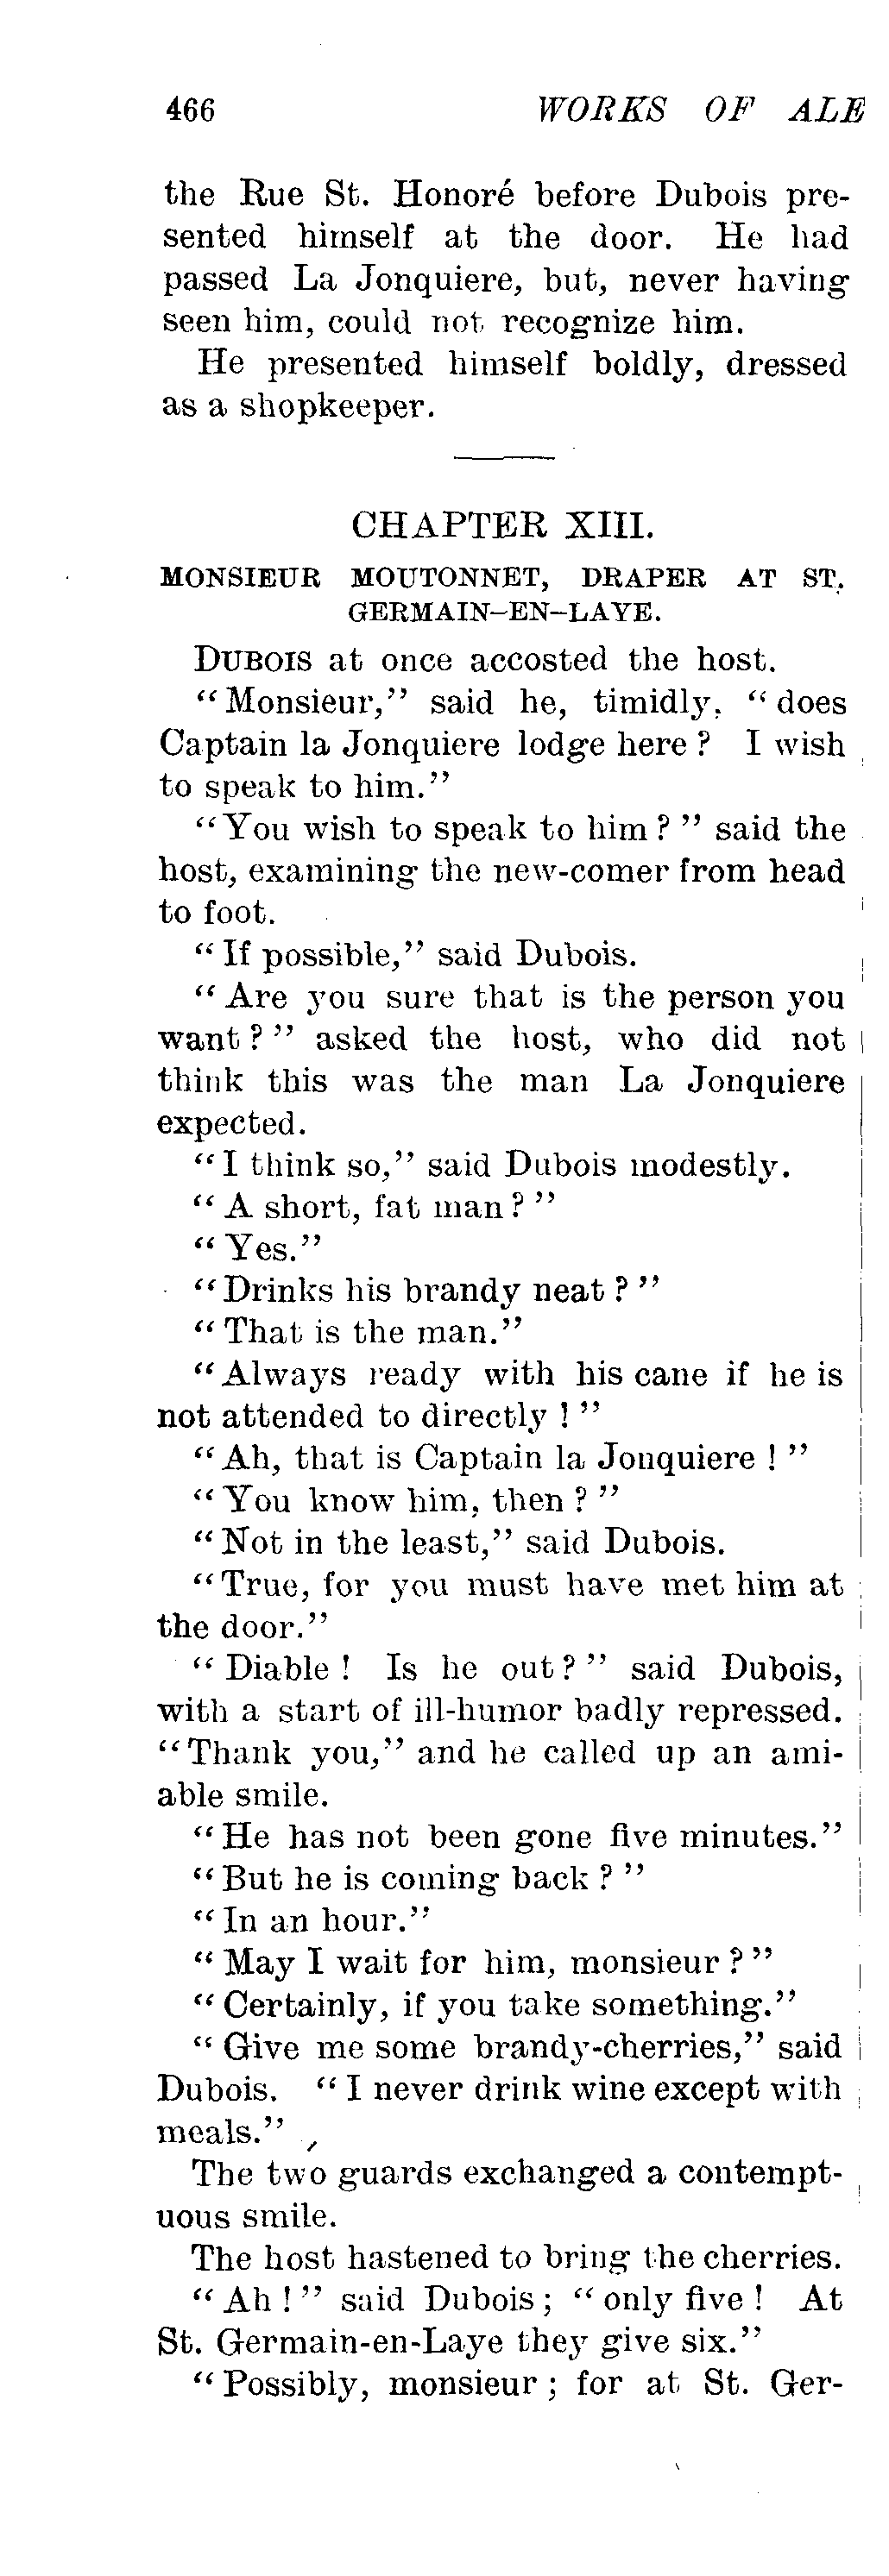 466 WORKS OF ALE
the Rue St. Honoré before Dubois pre-
sented himself at the door. He had
passed La Jonquiere, but, never having
seen him, could not recognize him.
He presented himself boldly, dressed
as a shopkeeper.
CHAPTER XIII.
MONSIEUR MOUTONNET, DRAPER AT ST.
GERMAIN-EN-LAYE.
DUBOIS at once accosted the host.
"Monsieur," said he, timidly, "does
Captain la Jonquiere lodge here? I wish
to speak to him."
"You wish to speak to him?" said the
host, examining the new-comer from head
to foot.
"If possible," said Dubois.
"Are you sure that is the person you
want?" asked the host, who did not
think this was the man La Jonquiere
expected.
"I think so," said Dubois modestly.
"A short, fat man?"
"Yes."
"Drinks his brandy neat?"
"That is the man."
"Always ready with his cane if he is
not attended to directly!"
"Ah, that is Captain la Jonquiere!"
"You know him, then?"
"Not in the least," said Dubois.
"True, for you must have met him at
the door."
"Diable! Is he out?" said Dubois,
with a start of ill-humor badly repressed.
"Thank you," and he called up an ami-
able smile.
"He has not been gone five minutes."
"But he is coming back?"
"In an hour."
"May I wait for him, monsieur?"
"Certainly, if you take something."
"Give me some brandy-cherries," said
Dubois. "I never drink wine except with
meals."
The two guards exchanged a contempt-
uous smile.
The host hastened to bring the cherries.
"Ah!" said Dubois; "only five! At
St. Germain-en-Laye they give six."
"Possibly, monsieur; for at St. Ger-